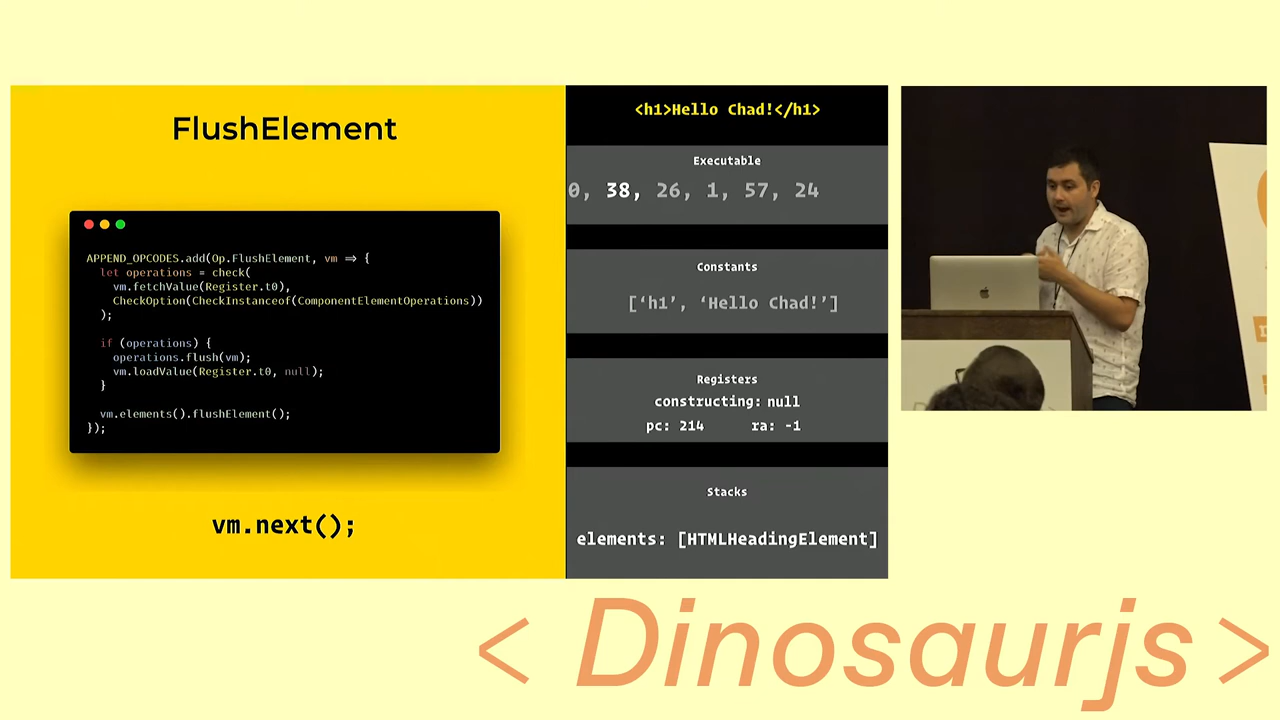 FlushElement
APPEND_OPCODES.add(Op.FlushElement, vm ⇒ {
let operations = check(
vm.fetchValue(Register.t0),
CheckOption(CheckInstanceof(ComponentElementOperations))
);
if (operations) {
operations.flush(vm);
vm.loadValue(Register.t0, null);
}
vm.elements().flushElement();
});
vm.next();
<h1>Hello Chad!</h1>
Executable
0, 38, 26, 1, 57, 24
Constants
[‘h1’, ‘Hello Chad!’]
Registers
constructing: null
pc: 214 ra: -1
Stacks
elements: [HTMLHeadingElement]
< Dinosaurjs >